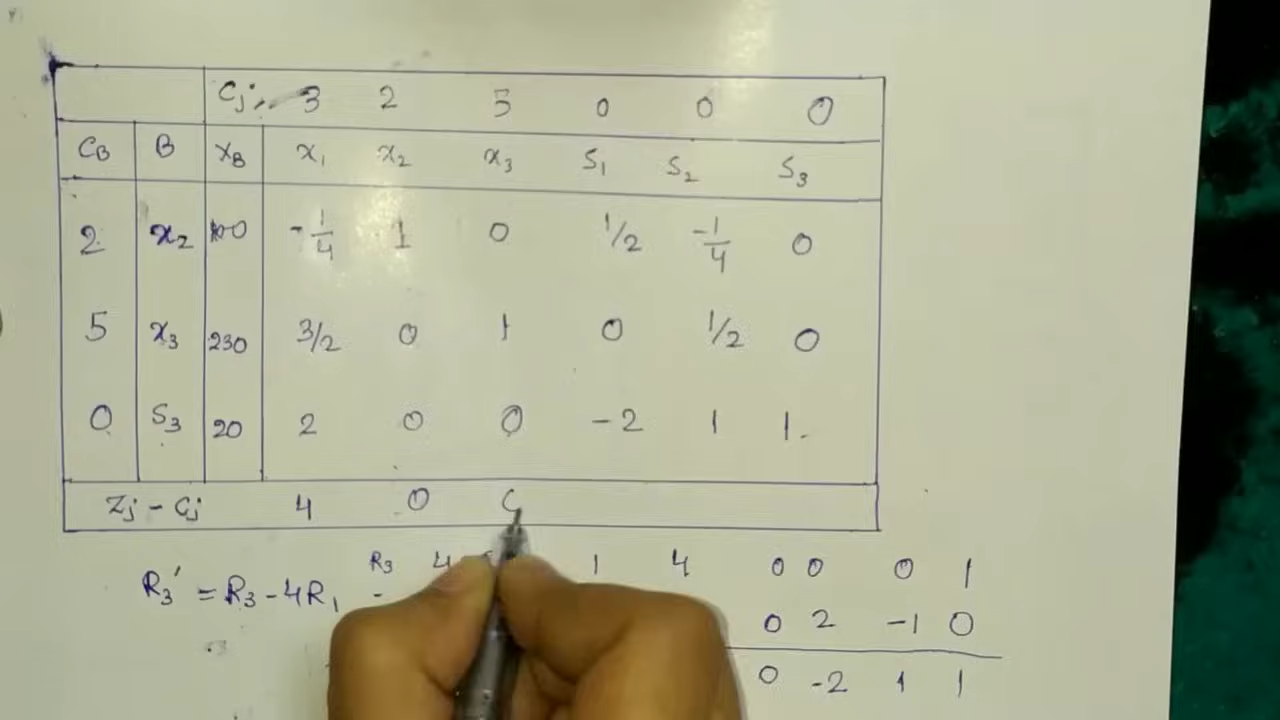 Cj 3 2 5 0 0 0
CB B XB x1 x2 x3 S1 S2 S3
2 x2 100 -1/4 1 0 1/2 -1/4 0
5 x3 230 3/2 0 1 0 1/2 0
0 S3 20 2 0 0 -2 1 1
Zj - Cj 4 0
R3 4 1 4 0 0 0 1
R3' = R3 - 4R1 - 0 2 -1 0
0 -2 1 1